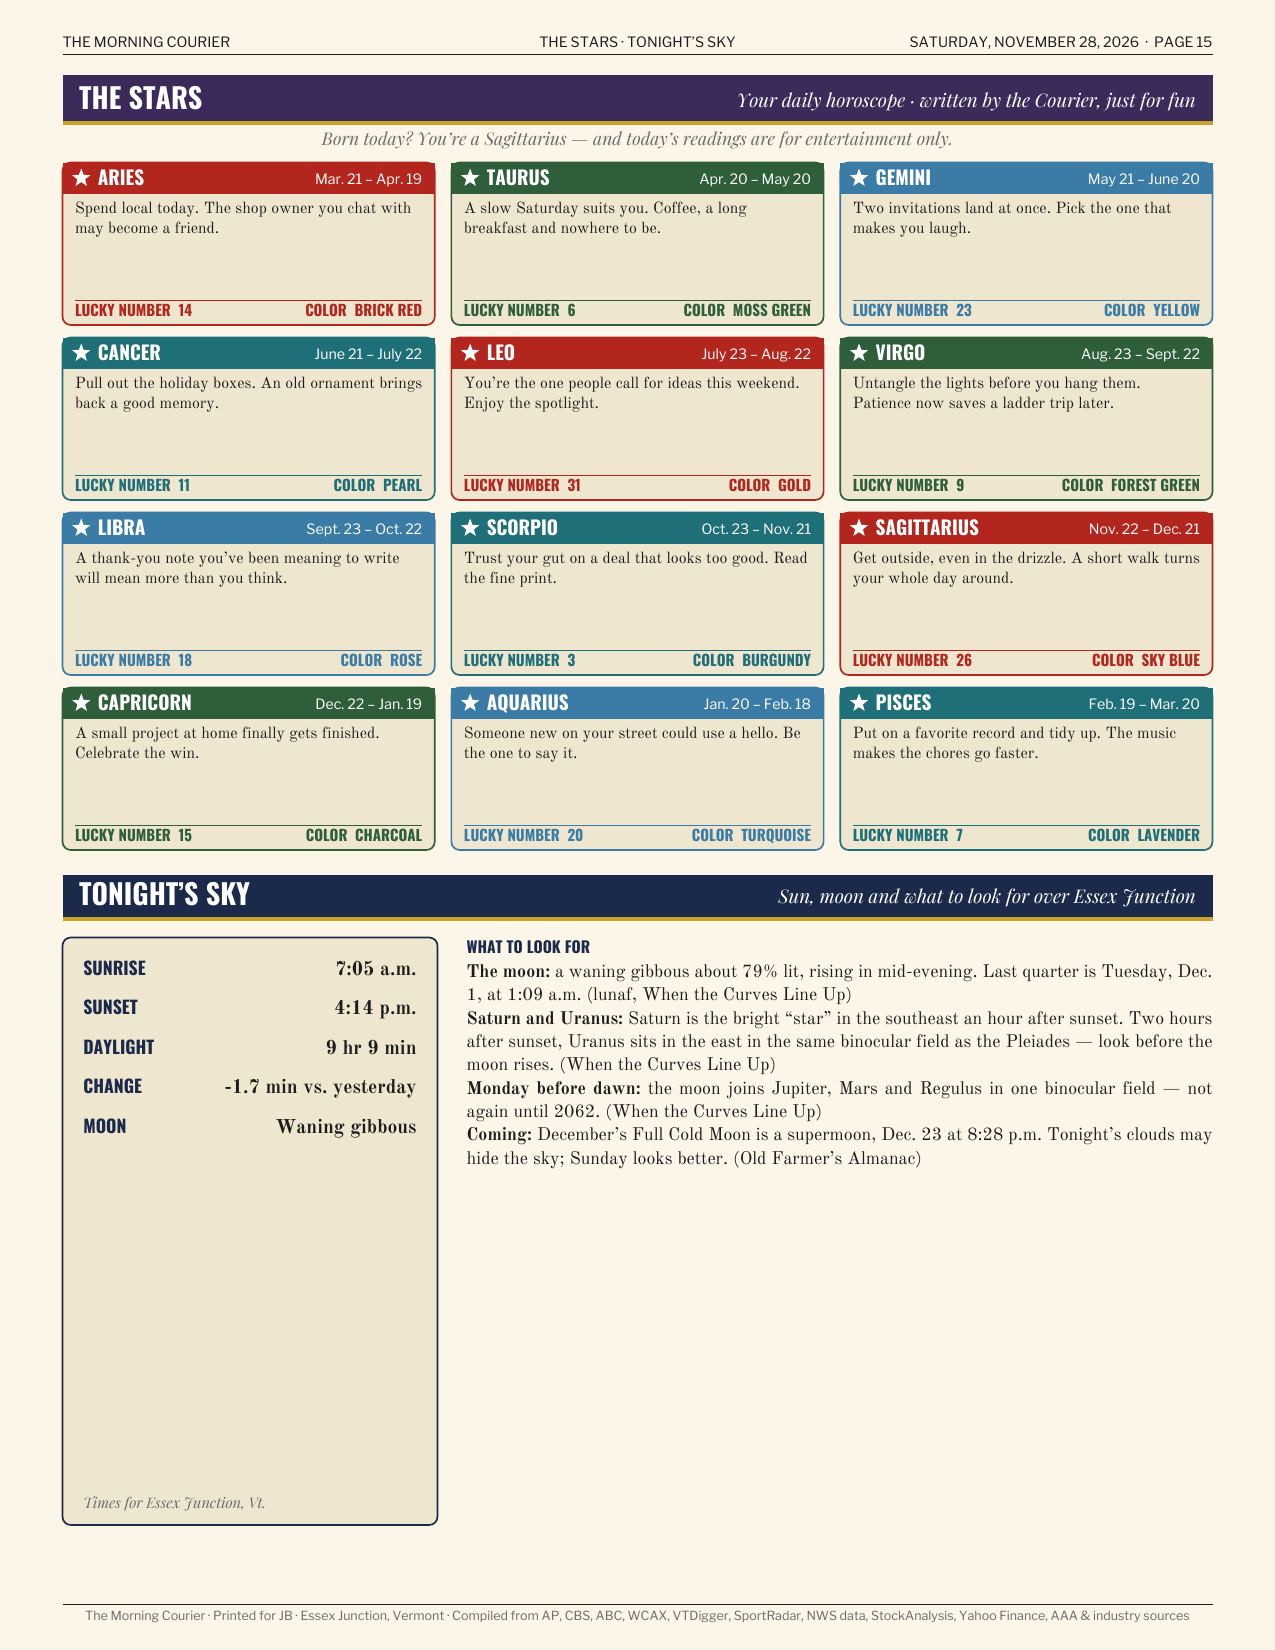 THE MORNING COURIER THE STARS · TONIGHT'S SKY SATURDAY, NOVEMBER 28, 2026 · PAGE 15
THE STARS Your daily horoscope · written by the Courier, just for fun
Born today? You're a Sagittarius — and today's readings are for entertainment only.
★ ARIES Mar. 21 – Apr. 19
Spend local today. The shop owner you chat with
may become a friend.
LUCKY NUMBER 14 COLOR BRICK RED
★ TAURUS Apr. 20 – May 20
A slow Saturday suits you. Coffee, a long
breakfast and nowhere to be.
LUCKY NUMBER 6 COLOR MOSS GREEN
★ GEMINI May 21 – June 20
Two invitations land at once. Pick the one that
makes you laugh.
LUCKY NUMBER 23 COLOR YELLOW
★ CANCER June 21 – July 22
Pull out the holiday boxes. An old ornament brings
back a good memory.
LUCKY NUMBER 11 COLOR PEARL
★ LEO July 23 – Aug. 22
You're the one people call for ideas this weekend.
Enjoy the spotlight.
LUCKY NUMBER 31 COLOR GOLD
★ VIRGO Aug. 23 – Sept. 22
Untangle the lights before you hang them.
Patience now saves a ladder trip later.
LUCKY NUMBER 9 COLOR FOREST GREEN
★ LIBRA Sept. 23 – Oct. 22
A thank-you note you've been meaning to write
will mean more than you think.
LUCKY NUMBER 18 COLOR ROSE
★ SCORPIO Oct. 23 – Nov. 21
Trust your gut on a deal that looks too good. Read
the fine print.
LUCKY NUMBER 3 COLOR BURGUNDY
★ SAGITTARIUS Nov. 22 – Dec. 21
Get outside, even in the drizzle. A short walk turns
your whole day around.
LUCKY NUMBER 26 COLOR SKY BLUE
★ CAPRICORN Dec. 22 – Jan. 19
A small project at home finally gets finished.
Celebrate the win.
LUCKY NUMBER 15 COLOR CHARCOAL
★ AQUARIUS Jan. 20 – Feb. 18
Someone new on your street could use a hello. Be
the one to say it.
LUCKY NUMBER 20 COLOR TURQUOISE
★ PISCES Feb. 19 – Mar. 20
Put on a favorite record and tidy up. The music
makes the chores go faster.
LUCKY NUMBER 7 COLOR LAVENDER
TONIGHT'S SKY Sun, moon and what to look for over Essex Junction
SUNRISE 7:05 a.m.
SUNSET 4:14 p.m.
DAYLIGHT 9 hr 9 min
CHANGE -1.7 min vs. yesterday
MOON Waning gibbous
Times for Essex Junction, Vt.
WHAT TO LOOK FOR
The moon: a waning gibbous about 79% lit, rising in mid-evening. Last quarter is Tuesday, Dec.
1, at 1:09 a.m. (lunaf, When the Curves Line Up)
Saturn and Uranus: Saturn is the bright “star” in the southeast an hour after sunset. Two hours
after sunset, Uranus sits in the east in the same binocular field as the Pleiades — look before the
moon rises. (When the Curves Line Up)
Monday before dawn: the moon joins Jupiter, Mars and Regulus in one binocular field — not
again until 2062. (When the Curves Line Up)
Coming: December's Full Cold Moon is a supermoon, Dec. 23 at 8:28 p.m. Tonight's clouds may
hide the sky; Sunday looks better. (Old Farmer's Almanac)
The Morning Courier · Printed for JB · Essex Junction, Vermont · Compiled from AP, CBS, ABC, WCAX, VTDigger, SportRadar, NWS data, StockAnalysis, Yahoo Finance, AAA & industry sources